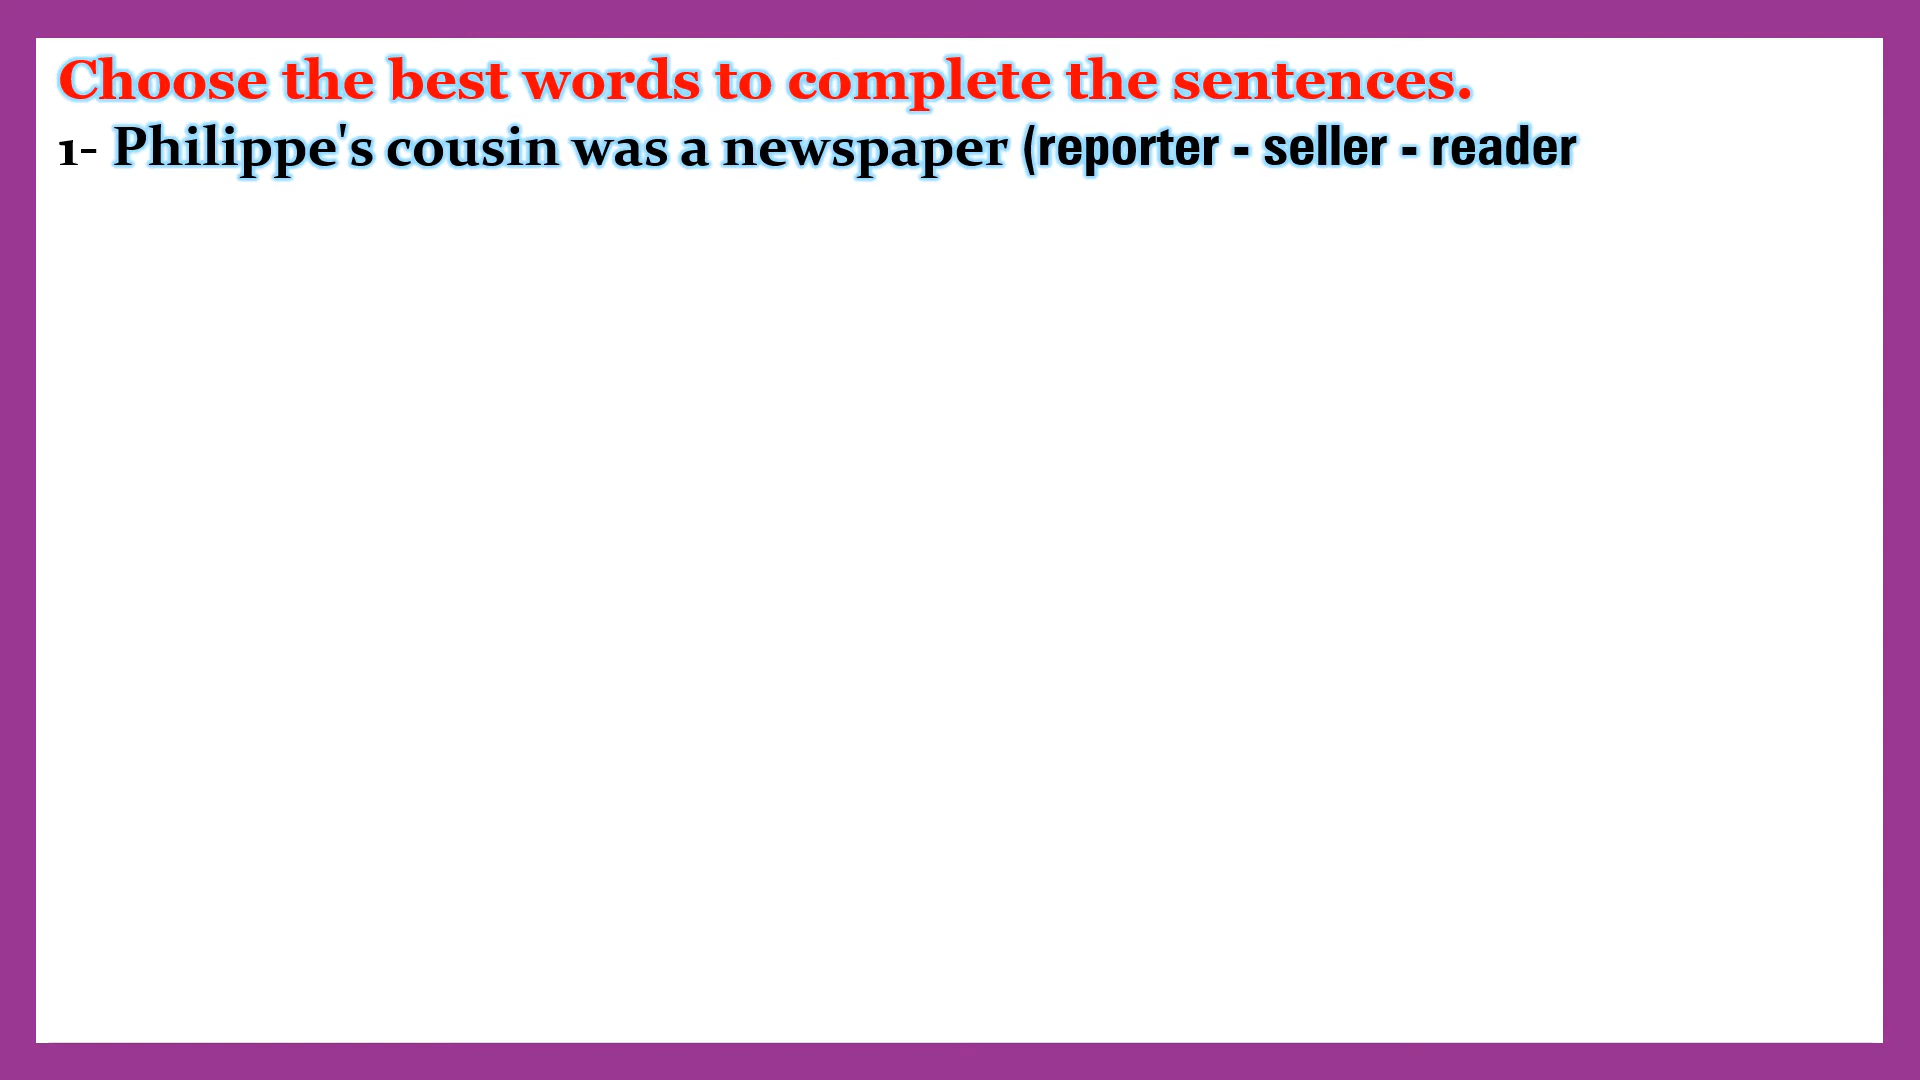 Choose the best words to complete the sentences.
1- Philippe's cousin was a newspaper (reporter - seller - reader